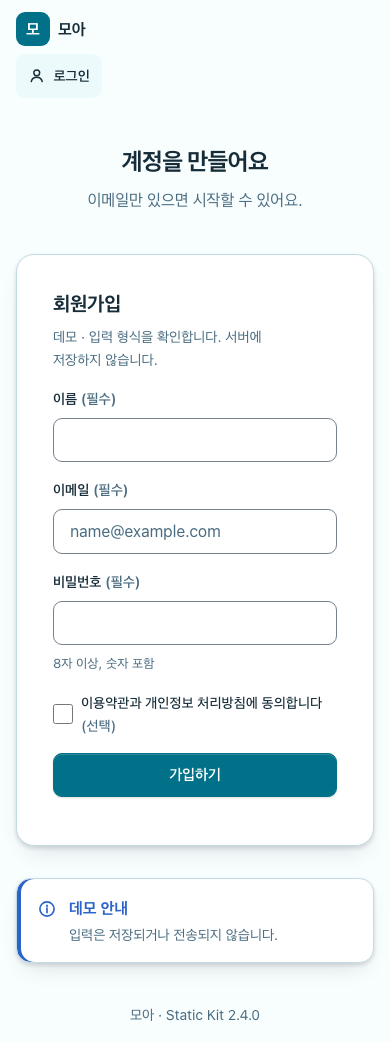 모 모아
로그인
계정을 만들어요
이메일만 있으면 시작할 수 있어요.
회원가입
데모 · 입력 형식을 확인합니다. 서버에
저장하지 않습니다.
이름 (필수)
이메일 (필수)
name@example.com
비밀번호 (필수)
8자 이상, 숫자 포함
이용약관과 개인정보 처리방침에 동의합니다
(선택)
가입하기
데모 안내
입력은 저장되거나 전송되지 않습니다.
모아 · Static Kit 2.4.0